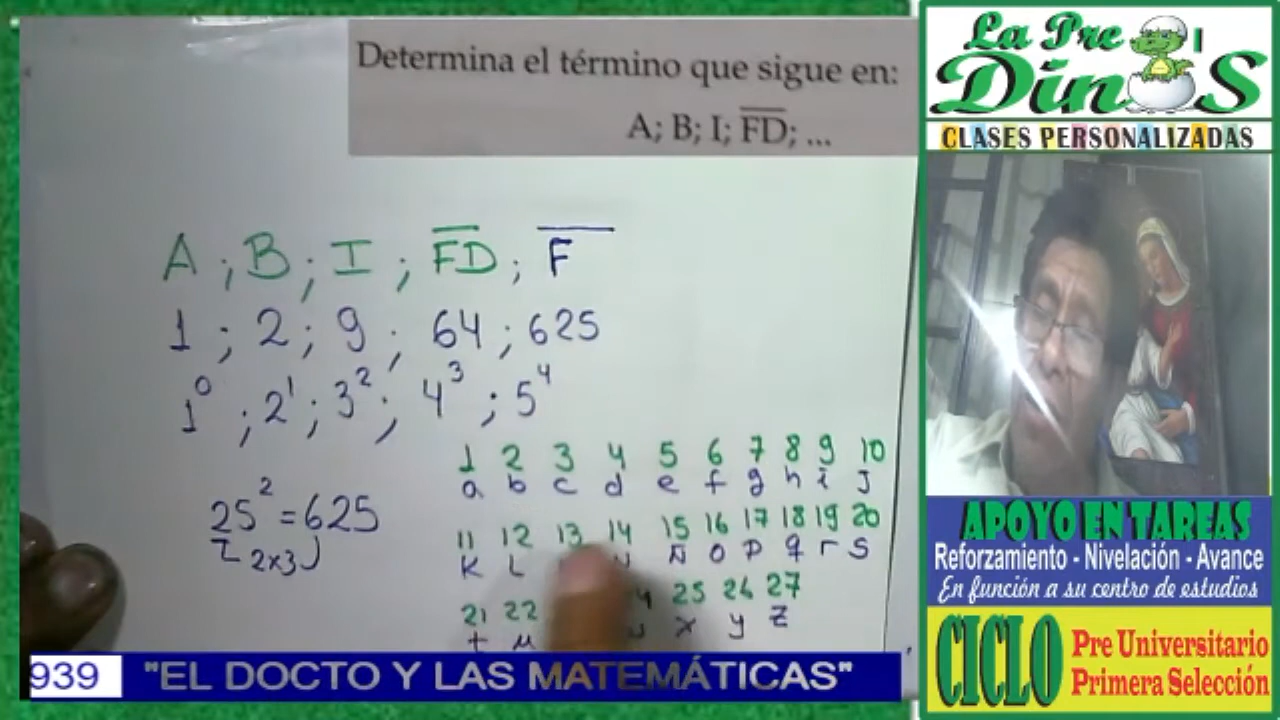 Determina el término que sigue en:
A; B; I; FD; ...
A ; B ; I ; FD ; F
1 ; 2 ; 9 ; 64 ; 625
1⁰ ; 2¹ ; 3² ; 4³ ; 5⁴
25² = 625
2x3
1 2 3 4 5 6 7 8 9 10
a b c d e f g h i J
11 12 13 14 15 16 17 18 19 20
K L Ñ O P q r S
21 22 25 26 27
t u x y z
939 "EL DOCTO Y LAS MATEMÁTICAS"
La Pre
DinoS
CLASES PERSONALIZADAS
APOYO EN TAREAS
Reforzamiento - Nivelación - Avance
En función a su centro de estudios
CICLO Pre Universitario
Primera Selección